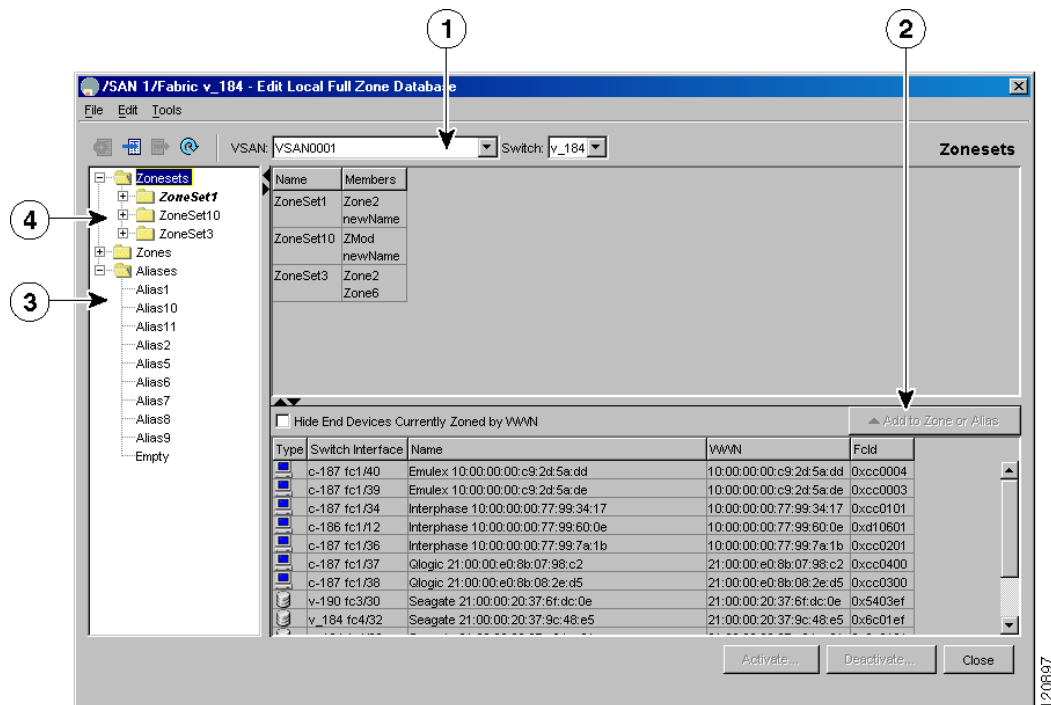 1
2
/SAN 1/Fabric v_184 - Edit Local Full Zone Database
File Edit Tools
VSAN: VSAN0001 Switch: v_184 Zonesets
Zonesets
ZoneSet1
ZoneSet10
ZoneSet3
Zones
Aliases
Alias1
Alias10
Alias11
Alias2
Alias5
Alias6
Alias7
Alias8
Alias9
Empty
4
3
Name Members
ZoneSet1 Zone2
newName
ZoneSet10 ZMod
newName
ZoneSet3 Zone2
Zone6
Hide End Devices Currently Zoned by WWN Add to Zone or Alias
Type Switch Interface Name WWN FcId
c-187 fc1/40 Emulex 10:00:00:00:c9:2d:5a:dd 10:00:00:00:c9:2d:5a:dd 0xcc0004
c-187 fc1/39 Emulex 10:00:00:00:c9:2d:5a:de 10:00:00:00:c9:2d:5a:de 0xcc0003
c-187 fc1/34 Interphase 10:00:00:00:77:99:34:17 10:00:00:00:77:99:34:17 0xcc0101
c-186 fc1/12 Interphase 10:00:00:00:77:99:60:0e 10:00:00:00:77:99:60:0e 0xd10601
c-187 fc1/36 Interphase 10:00:00:00:77:99:7a:1b 10:00:00:00:77:99:7a:1b 0xcc0201
c-187 fc1/37 Qlogic 21:00:00:e0:8b:07:98:c2 21:00:00:e0:8b:07:98:c2 0xcc0400
c-187 fc1/38 Qlogic 21:00:00:e0:8b:08:2e:d5 21:00:00:e0:8b:08:2e:d5 0xcc0300
v-190 fc3/30 Seagate 21:00:00:20:37:6f:dc:0e 21:00:00:20:37:6f:dc:0e 0x5403ef
v_184 fc4/32 Seagate 21:00:00:20:37:9c:48:e5 21:00:00:20:37:9c:48:e5 0x6c01ef
Activate... Deactivate... Close
120897